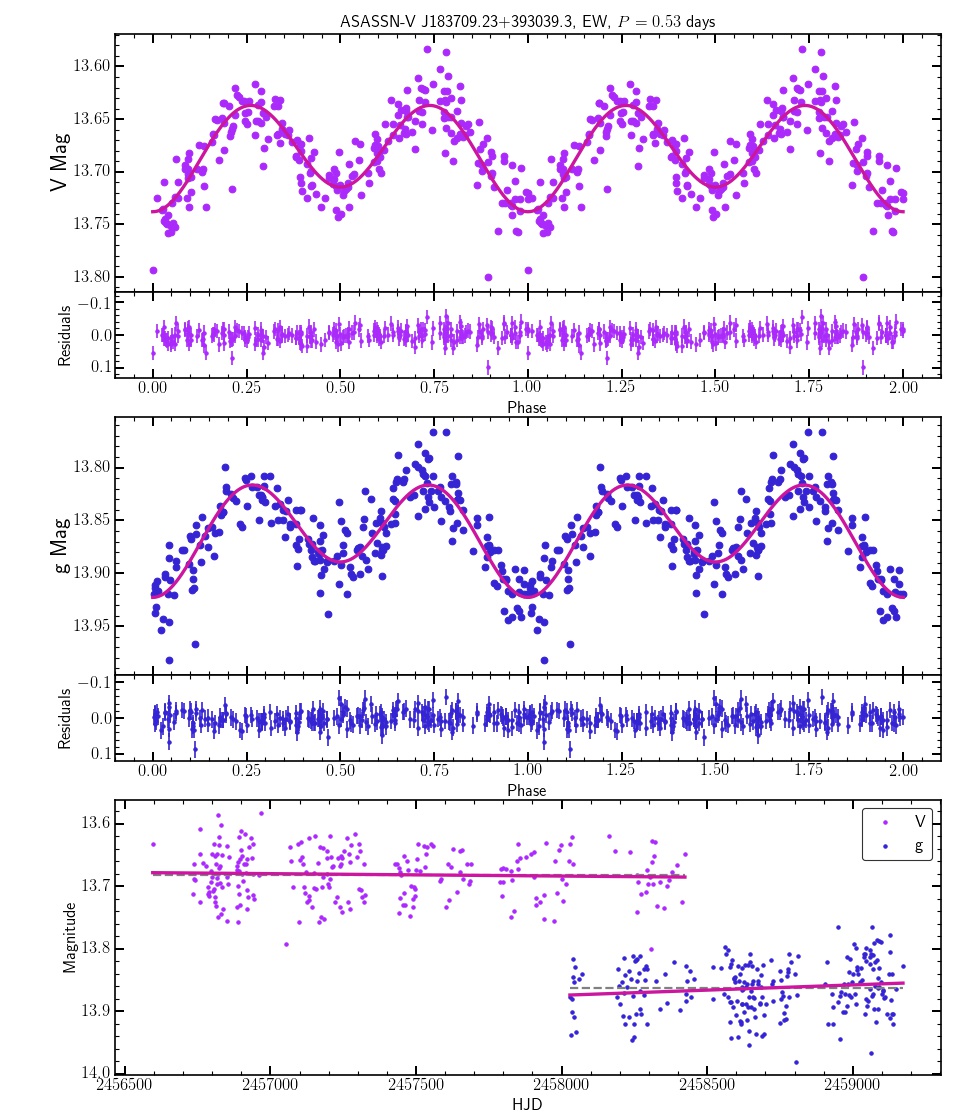 ASASSN-V J183709.23+393039.3, EW, P = 0.53 days
13.60
13.65
13.70
13.75
13.80
V Mag
−0.1
0.0
0.1
Residuals
0.00 0.25 0.50 0.75 1.00 1.25 1.50 1.75 2.00
Phase
13.80
13.85
13.90
13.95
g Mag
−0.1
0.0
0.1
Residuals
0.00 0.25 0.50 0.75 1.00 1.25 1.50 1.75 2.00
Phase
V
g
13.6
13.7
13.8
13.9
14.0
Magnitude
2456500 2457000 2457500 2458000 2458500 2459000
HJD